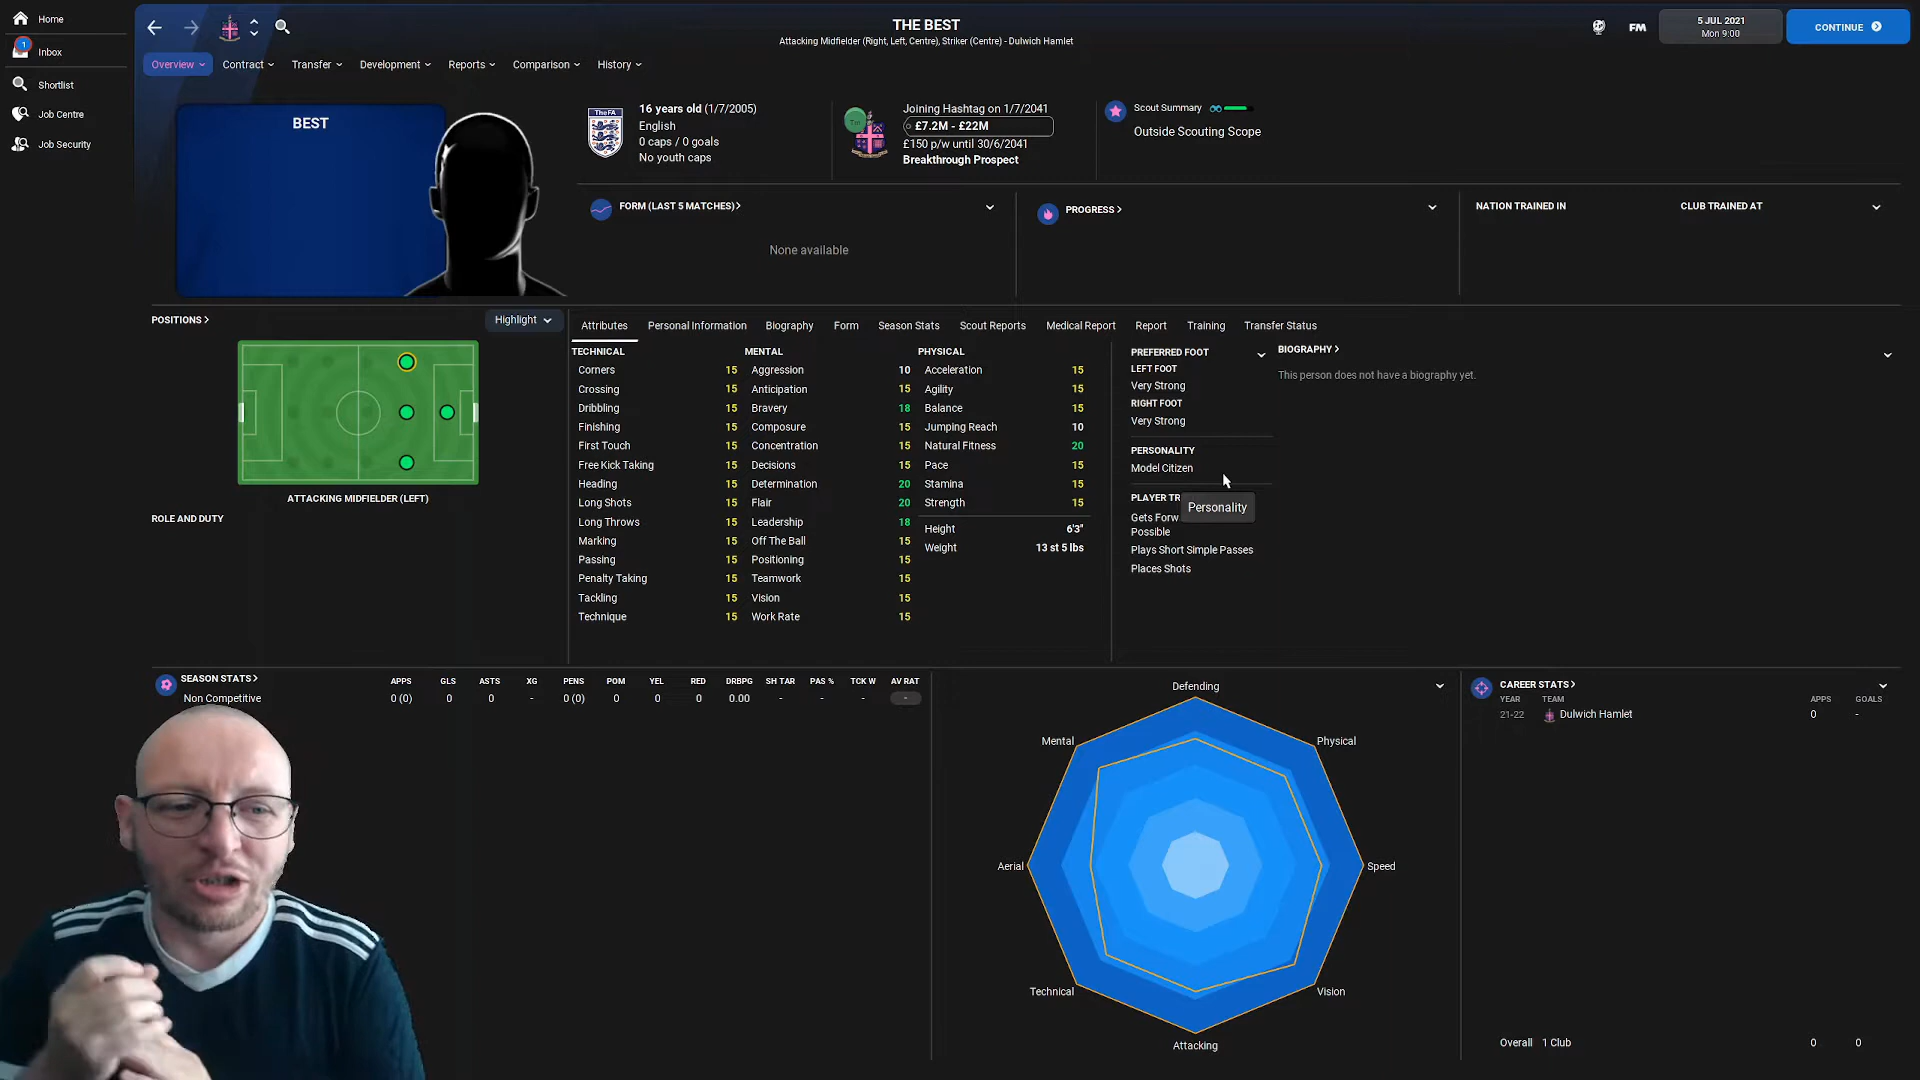 Home
1
Inbox
Shortlist
Job Centre
Job Security
THE BEST
Attacking Midfielder (Right, Left, Centre), Striker (Centre) - Dulwich Hamlet
FM
5 JUL 2021
Mon 9:00
CONTINUE
Overview
Contract
Transfer
Development
Reports
Comparison
History
BEST
The FA
16 years old (1/7/2005)
English
0 caps / 0 goals
No youth caps
Trn
Joining Hashtag on 1/7/2041
£7.2M - £22M
£150 p/w until 30/6/2041
Breakthrough Prospect
Scout Summary
Outside Scouting Scope
FORM (LAST 5 MATCHES)>
None available
PROGRESS >
NATION TRAINED IN
CLUB TRAINED AT
POSITIONS >
Highlight
ATTACKING MIDFIELDER (LEFT)
ROLE AND DUTY
Attributes
Personal Information
Biography
Form
Season Stats
Scout Reports
Medical Report
Report
Training
Transfer Status
TECHNICAL
Corners 15
Crossing 15
Dribbling 15
Finishing 15
First Touch 15
Free Kick Taking 15
Heading 15
Long Shots 15
Long Throws 15
Marking 15
Passing 15
Penalty Taking 15
Tackling 15
Technique 15
MENTAL
Aggression 10
Anticipation 15
Bravery 18
Composure 15
Concentration 15
Decisions 15
Determination 20
Flair 20
Leadership 18
Off The Ball 15
Positioning 15
Teamwork 15
Vision 15
Work Rate 15
PHYSICAL
Acceleration 15
Agility 15
Balance 15
Jumping Reach 10
Natural Fitness 20
Pace 15
Stamina 15
Strength 15
Height 6'3"
Weight 13 st 5 lbs
PREFERRED FOOT
LEFT FOOT
Very Strong
RIGHT FOOT
Very Strong
PERSONALITY
Model Citizen
Personality
PLAYER TR
Gets Forw
Possible
Plays Short Simple Passes
Places Shots
BIOGRAPHY >
This person does not have a biography yet.
SEASON STATS >
APPS GLS ASTS XG PENS POM YEL RED DRBPG SH TAR PAS % TCK W AV RAT
Non Competitive 0 (0) 0 0 - 0 (0) 0 0 0 0.00 - - - -
Defending
Physical
Speed
Vision
Attacking
Technical
Aerial
Mental
CAREER STATS >
YEAR TEAM APPS GOALS
21-22 Dulwich Hamlet 0 -
Overall 1 Club 0 0